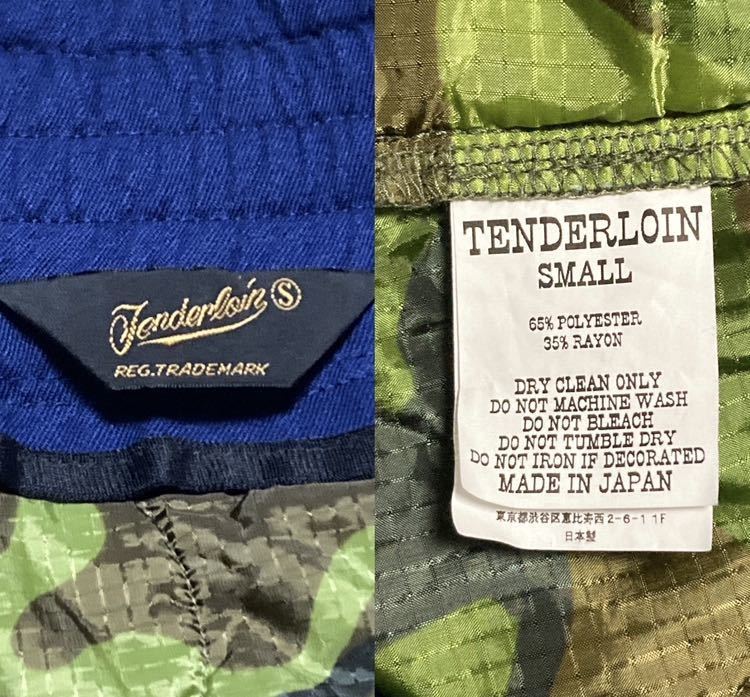 Tenderloin S
REG.TRADEMARK
TENDERLOIN
SMALL
65% POLYESTER
35% RAYON
DRY CLEAN ONLY
DO NOT MACHINE WASH
DO NOT BLEACH
DO NOT TUMBLE DRY
DO NOT IRON IF DECORATED
MADE IN JAPAN
東京都渋谷区恵比寿西2-6-11F
日本製